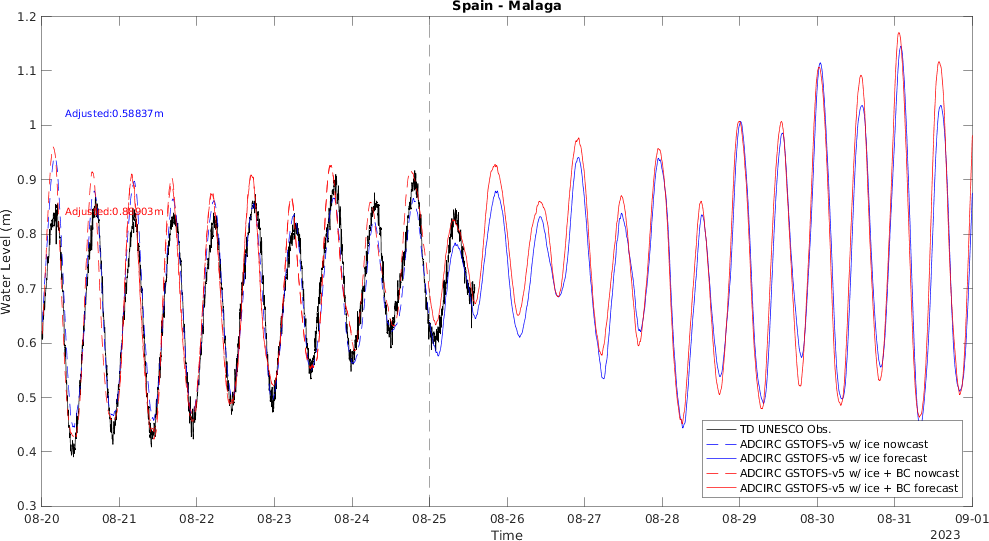 Spain - Malaga
1.2
1.1
1
0.9
0.8
0.7
0.6
0.5
0.4
0.3
Water Level (m)
Adjusted:0.58837m
TD UNESCO Obs.
ADCIRC GSTOFS-v5 w/ ice nowcast
ADCIRC GSTOFS-v5 w/ ice forecast
ADCIRC GSTOFS-v5 w/ ice + BC nowcast
ADCIRC GSTOFS-v5 w/ ice + BC forecast
08-20 08-21 08-22 08-23 08-24 08-25 08-26 08-27 08-28 08-29 08-30 08-31 09-01
Time
2023